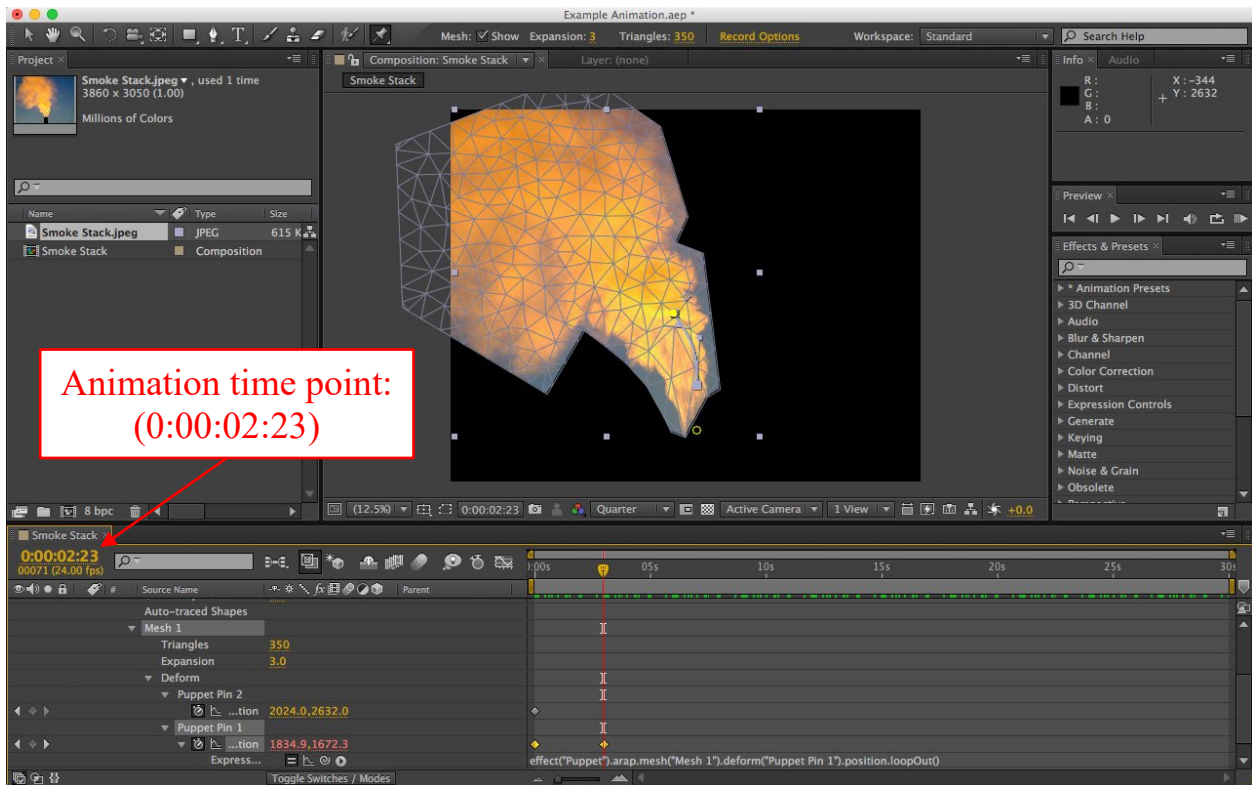 Example Animation.aep *
Mesh: Show Expansion: 3 Triangles: 350 Record Options Workspace: Standard Search Help
Project
Smoke Stack.jpeg , used 1 time
3860 x 3050 (1.00)
Millions of Colors
Name Type Size
Smoke Stack.jpeg JPEG 615 K
Smoke Stack Composition
8 bpc
Composition: Smoke Stack Layer: (none)
Smoke Stack
(12.5%) 0:00:02:23 Quarter Active Camera 1 View +0.0
Info Audio
R : X : -344
G : + Y : 2632
B :
A : 0
Preview
Effects & Presets
* Animation Presets
3D Channel
Audio
Blur & Sharpen
Channel
Color Correction
Distort
Expression Controls
Generate
Keying
Matte
Noise & Grain
Obsolete
Animation time point:
(0:00:02:23)
Smoke Stack
0:00:02:23
00071 (24.00 fps)
# Source Name fx Parent
):00s 05s 10s 15s 20s 25s 30s
Auto-traced Shapes
Mesh 1
Triangles 350
Expansion 3.0
Deform
Puppet Pin 2
...tion 2024.0,2632.0
Puppet Pin 1
...tion 1834.9,1672.3
Express... effect("Puppet").arap.mesh("Mesh 1").deform("Puppet Pin 1").position.loopOut()
Toggle Switches / Modes